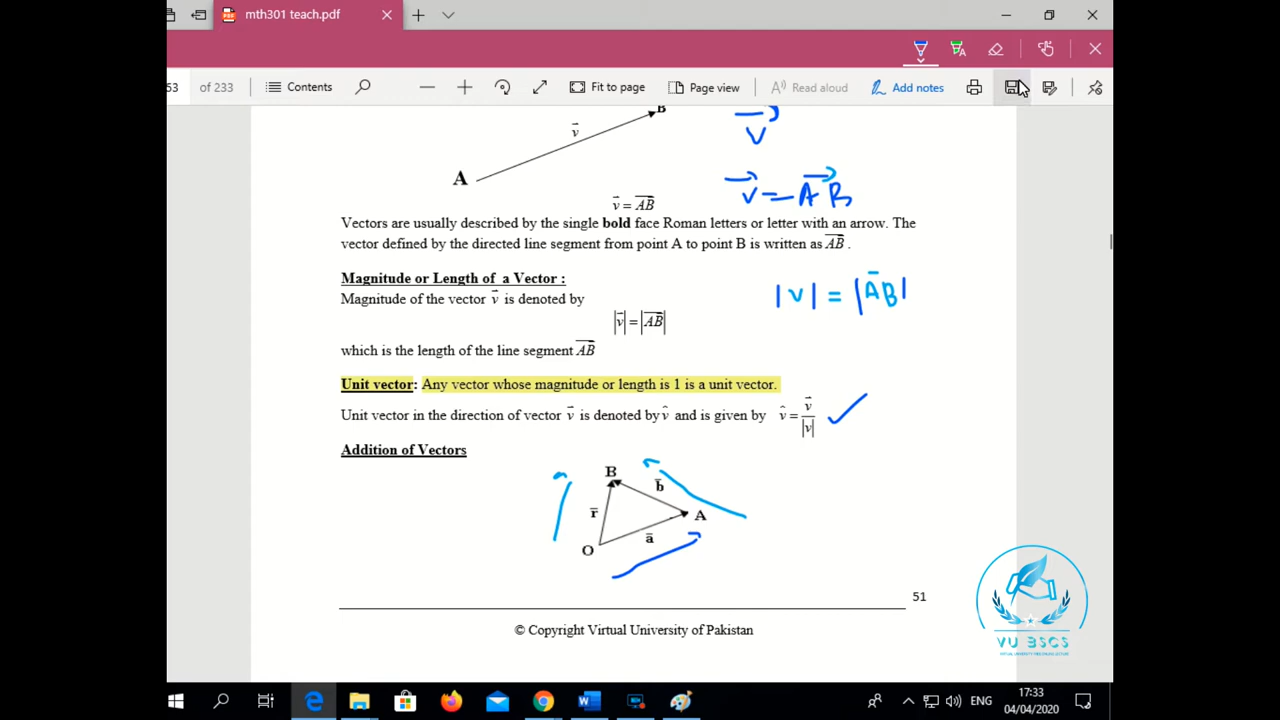 mth301 teach.pdf
53 of 233 Contents Fit to page Page view Read aloud Add notes
B
v
A
v
v = AB
v = AB
Vectors are usually described by the single bold face Roman letters or letter with an arrow. The
vector defined by the directed line segment from point A to point B is written as AB .
Magnitude or Length of a Vector :
Magnitude of the vector v is denoted by
|v| = |AB|
|v| = |AB|
which is the length of the line segment AB
Unit vector: Any vector whose magnitude or length is 1 is a unit vector.
Unit vector in the direction of vector v is denoted by v̂ and is given by v̂ = v / |v|
Addition of Vectors
B
b
r
A
a
O
51
© Copyright Virtual University of Pakistan
VU BSCS
ENG
17:33
04/04/2020